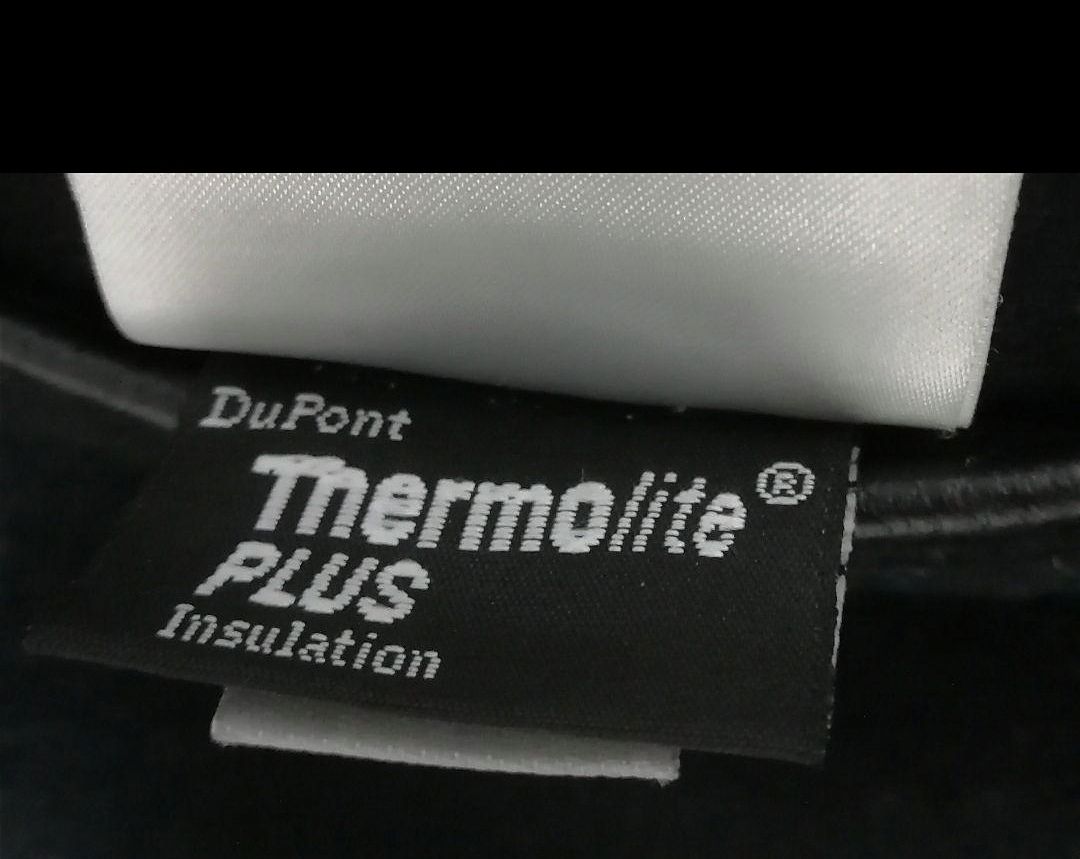 DuPont
Thermolite®
PLUS
Insulation